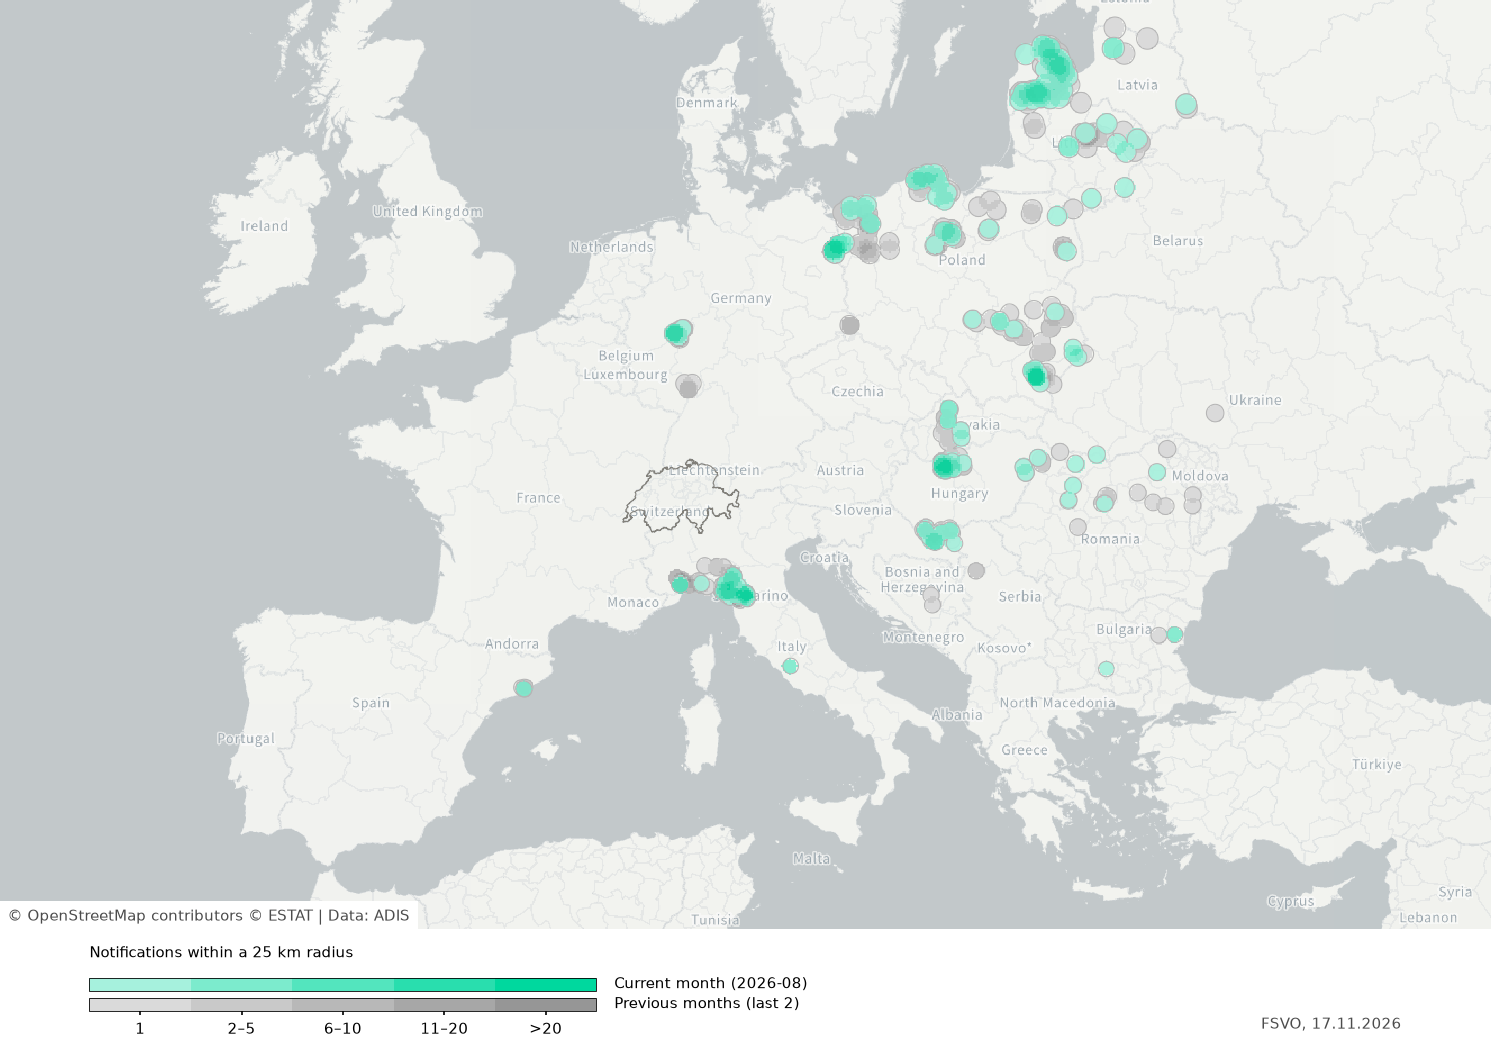 Estonia
Latvia
Denmark
Ireland
United Kingdom
Netherlands
Belarus
Poland
Germany
Belgium
Luxembourg
Czechia
Ukraine
Liechtenstein
Austria
Moldova
France
Hungary
Switzerland
Slovenia
Romania
Croatia
Bosnia and
Herzegovina
Monaco
Serbia
Bulgaria
Andorra
Italy
Montenegro
Kosovo*
Spain
North Macedonia
Albania
Portugal
Greece
Türkiye
Malta
Cyprus
Syria
Tunisia
Lebanon
© OpenStreetMap contributors © ESTAT | Data: ADIS
Notifications within a 25 km radius
Current month (2026-08)
Previous months (last 2)
1 2–5 6–10 11–20 >20
FSVO, 17.11.2026